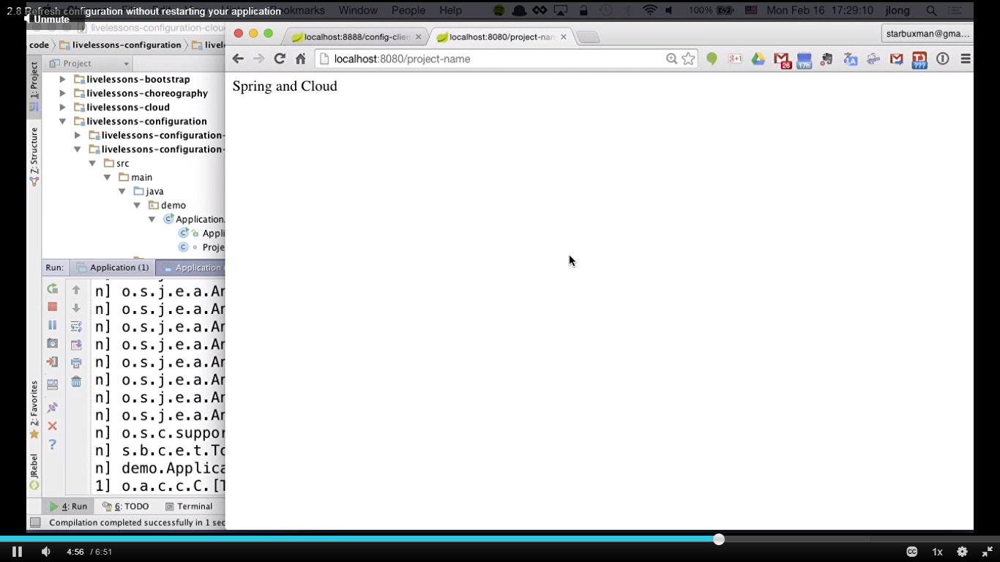 2.8 Refresh configuration without restarting your application
Bookmarks Window People Help 100% Mon Feb 16 17:29:10 jlong
Unmute
livelessons-configuration-clou
code livelessons-configuration
localhost:8888/config-clien
localhost:8080/project-nam
starbuxman@gma...
localhost:8080/project-name
26
17h
???
Spring and Cloud
1: Project
Z: Structure
2: Favorites
JRebel
Project
livelessons-bootstrap
livelessons-choreography
livelessons-cloud
livelessons-configuration
livelessons-configuration-
livelessons-configuration-
src
main
java
demo
Application.
Appli
Proje
Run: Application (1) Application
n] o.s.j.e.a.An
n] o.s.j.e.a.An
n] o.s.j.e.a.An
n] o.s.j.e.a.An
n] o.s.j.e.a.An
n] o.s.j.e.a.An
n] o.s.j.e.a.An
n] o.s.j.e.a.An
n] o.s.c.suppor
n] s.b.c.e.t.To
n] demo.Applica
1] o.a.c.c.C.[T
4: Run 6: TODO Terminal
Compilation completed successfully in 1 sec
4:56 / 6:51
CC 1x